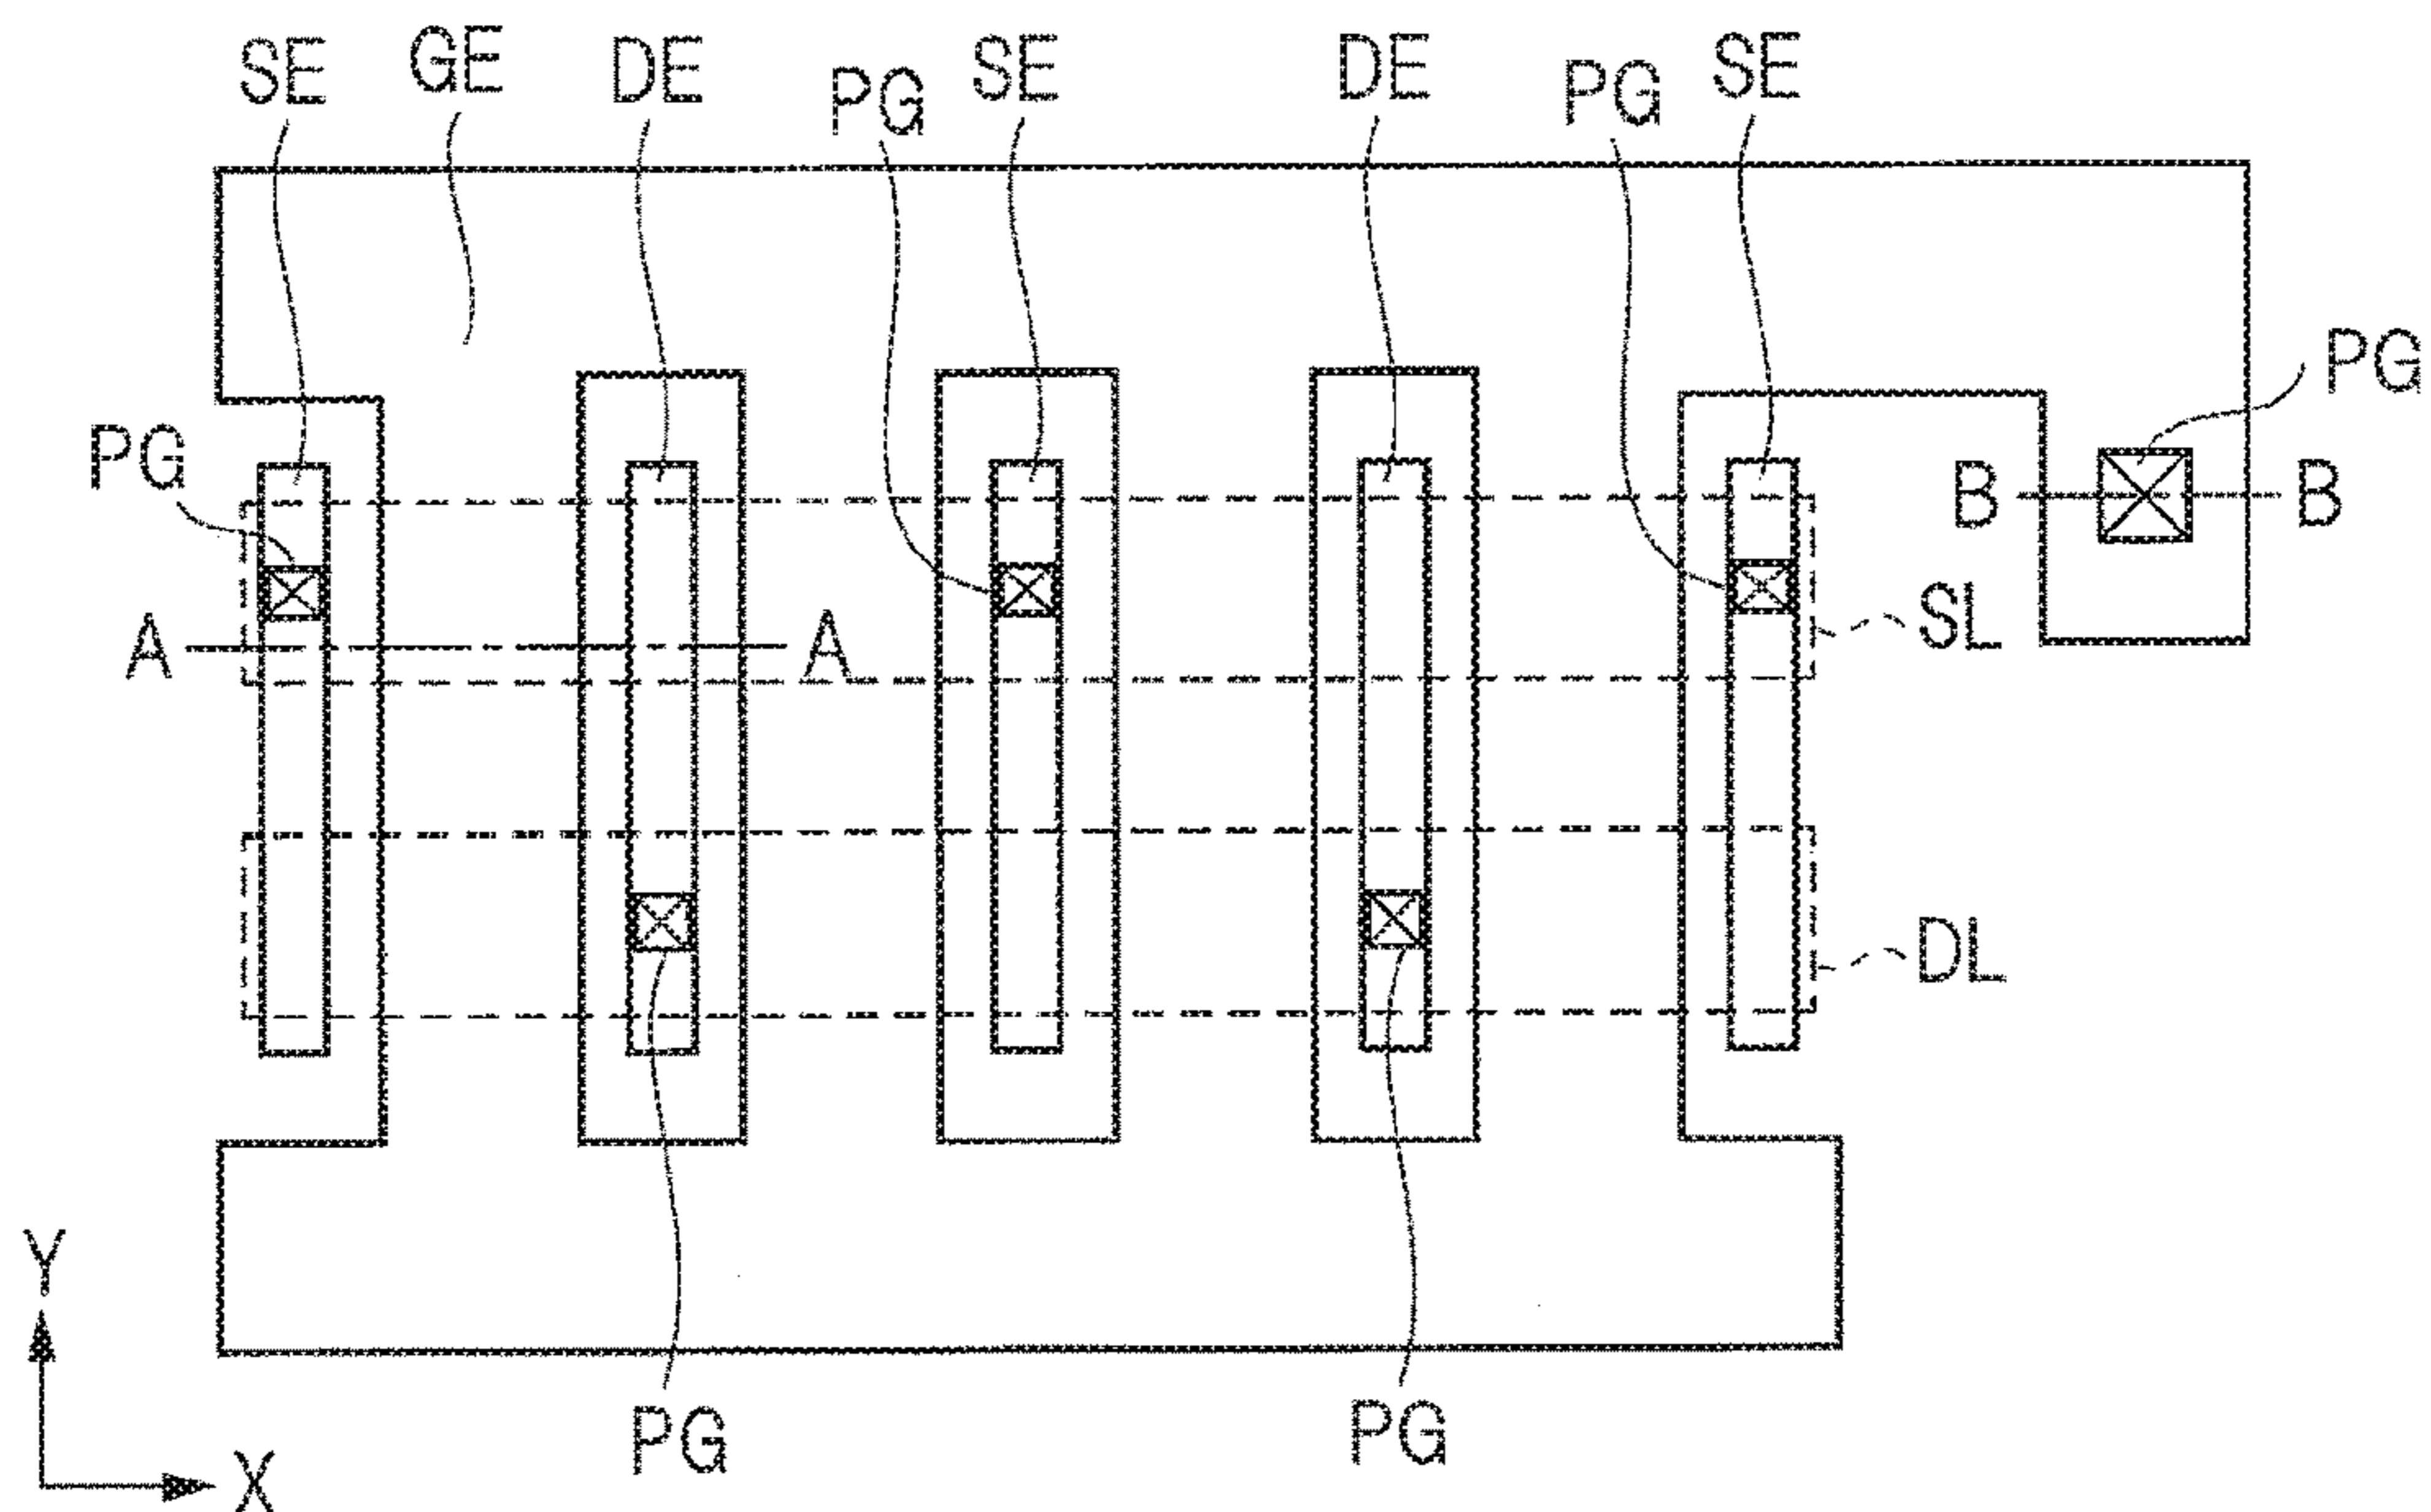 SE GE DE PG SE DE PG SE
PG
PG
B B
A A
SL
DL
Y
X
PG PG